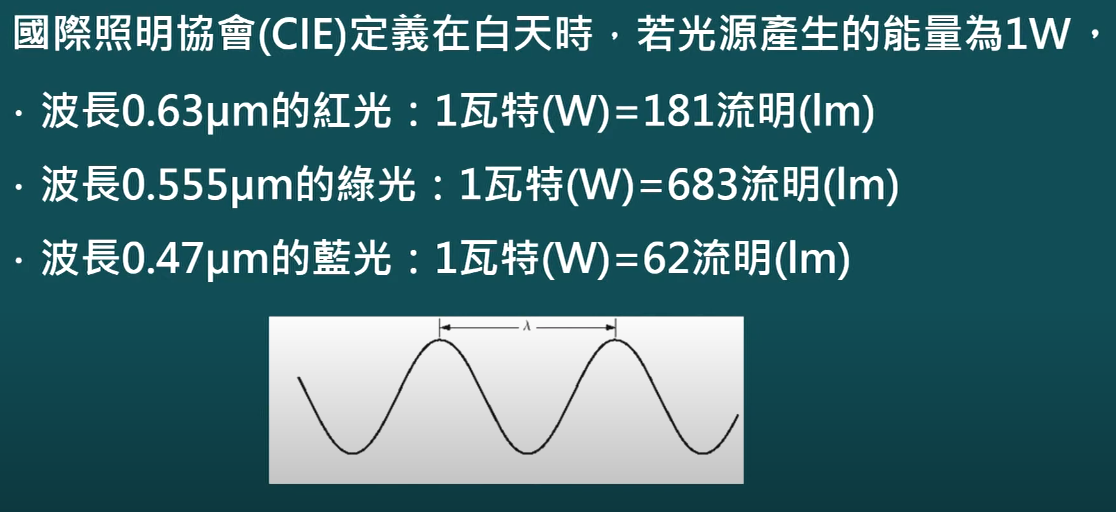 國際照明協會(CIE)定義在白天時，若光源產生的能量為1W，
· 波長0.63μm的紅光：1瓦特(W)=181流明(lm)
· 波長0.555μm的綠光：1瓦特(W)=683流明(lm)
· 波長0.47μm的藍光：1瓦特(W)=62流明(lm)
λ